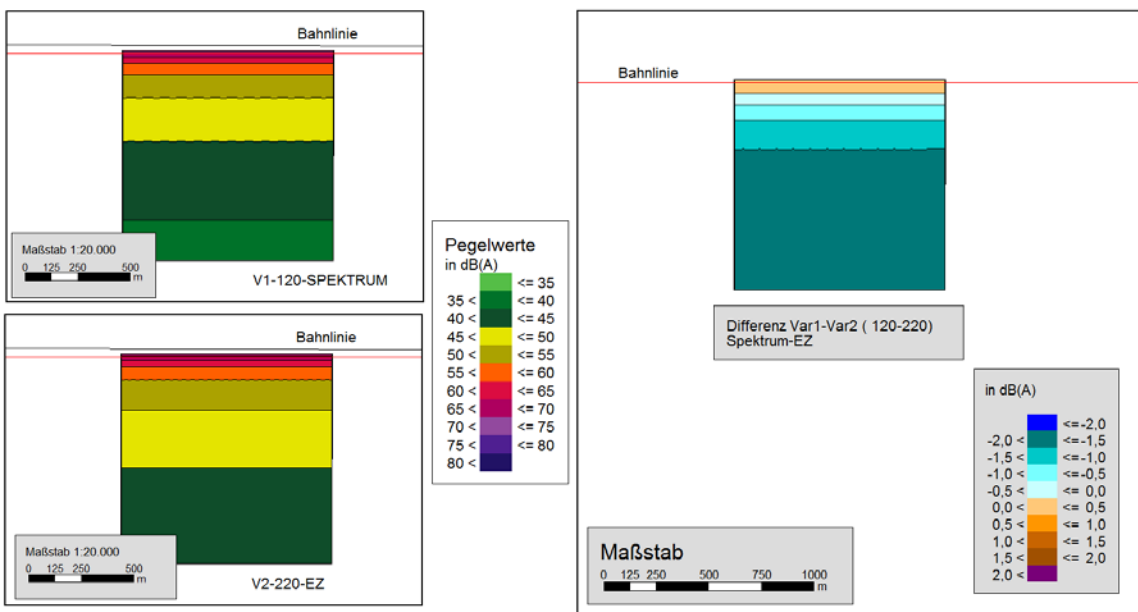 Bahnlinie
Maßstab 1:20.000
0 125 250 500
m
V1-120-SPEKTRUM
Bahnlinie
Maßstab 1:20.000
0 125 250 500
m
V2-220-EZ
Pegelwerte
in dB(A)
<= 35
35 < <= 40
40 < <= 45
45 < <= 50
50 < <= 55
55 < <= 60
60 < <= 65
65 < <= 70
70 < <= 75
75 < <= 80
80 <
Bahnlinie
Differenz Var1-Var2 ( 120-220)
Spektrum-EZ
in dB(A)
<=-2,0
-2,0 < <=-1,5
-1,5 < <=-1,0
-1,0 < <=-0,5
-0,5 < <= 0,0
0,0 < <= 0,5
0,5 < <= 1,0
1,0 < <= 1,5
1,5 < <= 2,0
2,0 <
Maßstab
0 125 250 500 750 1000
m